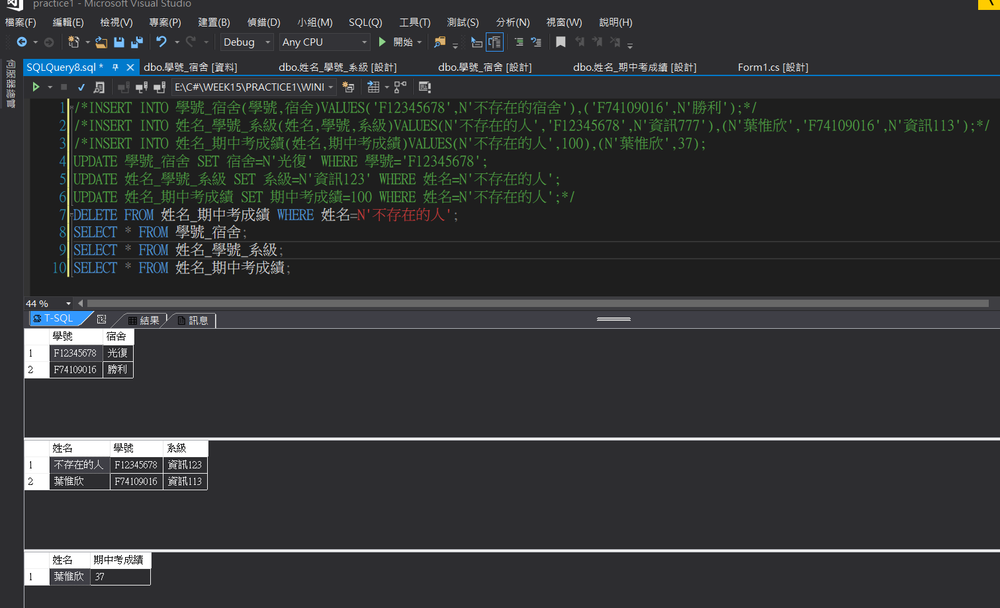 practice1 - Microsoft Visual Studio
檔案(F) 編輯(E) 檢視(V) 專案(P) 建置(B) 偵錯(D) 小組(M) SQL(Q) 工具(T) 測試(S) 分析(N) 視窗(W) 說明(H)
Debug Any CPU 開始
伺服器總管
SQLQuery8.sql * dbo.學號_宿舍 [資料] dbo.姓名_學號_系級 [設計] dbo.學號_宿舍 [設計] dbo.姓名_期中考成績 [設計] Form1.cs [設計]
E:\C#\WEEK15\PRACTICE1\WINI
1 /*INSERT INTO 學號_宿舍(學號,宿舍)VALUES('F12345678',N'不存在的宿舍'),('F74109016',N'勝利');*/
2 /*INSERT INTO 姓名_學號_系級(姓名,學號,系級)VALUES(N'不存在的人','F12345678',N'資訊777'),(N'葉惟欣','F74109016',N'資訊113');*/
3 /*INSERT INTO 姓名_期中考成績(姓名,期中考成績)VALUES(N'不存在的人',100),(N'葉惟欣',37);
4 UPDATE 學號_宿舍 SET 宿舍=N'光復' WHERE 學號='F12345678';
5 UPDATE 姓名_學號_系級 SET 系級=N'資訊123' WHERE 姓名=N'不存在的人';
6 UPDATE 姓名_期中考成績 SET 期中考成績=100 WHERE 姓名=N'不存在的人';*/
7 DELETE FROM 姓名_期中考成績 WHERE 姓名=N'不存在的人';
8 SELECT * FROM 學號_宿舍;
9 SELECT * FROM 姓名_學號_系級;
10 SELECT * FROM 姓名_期中考成績;
44 %
T-SQL 結果 訊息
學號 宿舍
1 F12345678 光復
2 F74109016 勝利
姓名 學號 系級
1 不存在的人 F12345678 資訊123
2 葉惟欣 F74109016 資訊113
姓名 期中考成績
1 葉惟欣 37